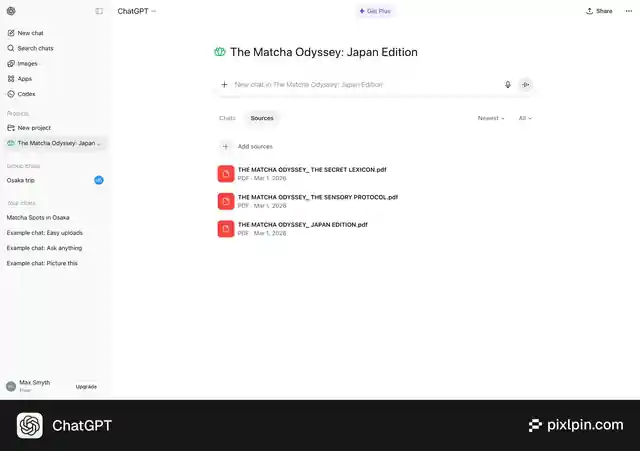 ChatGPT
Get Plus
Share
New chat
Search chats
Images
Apps
Codex
Projects
New project
The Matcha Odyssey: Japan
Group chats
Osaka trip
Your chats
Matcha Spots in Osaka
Example chat: Easy uploads
Example chat: Ask anything
Example chat: Picture this
Max Smyth
Upgrade
The Matcha Odyssey: Japan Edition
New chat in The Matcha Odyssey: Japan Edition
Chats
Sources
Newest
All
Add sources
THE MATCHA ODYSSEY_ THE SECRET LEXICON.pdf
PDF · Mar 1, 2026
THE MATCHA ODYSSEY_ THE SENSORY PROTOCOL.pdf
PDF · Mar 1, 2026
THE MATCHA ODYSSEY_ JAPAN EDITION.pdf
PDF · Mar 1, 2026
ChatGPT
pixlpin.com